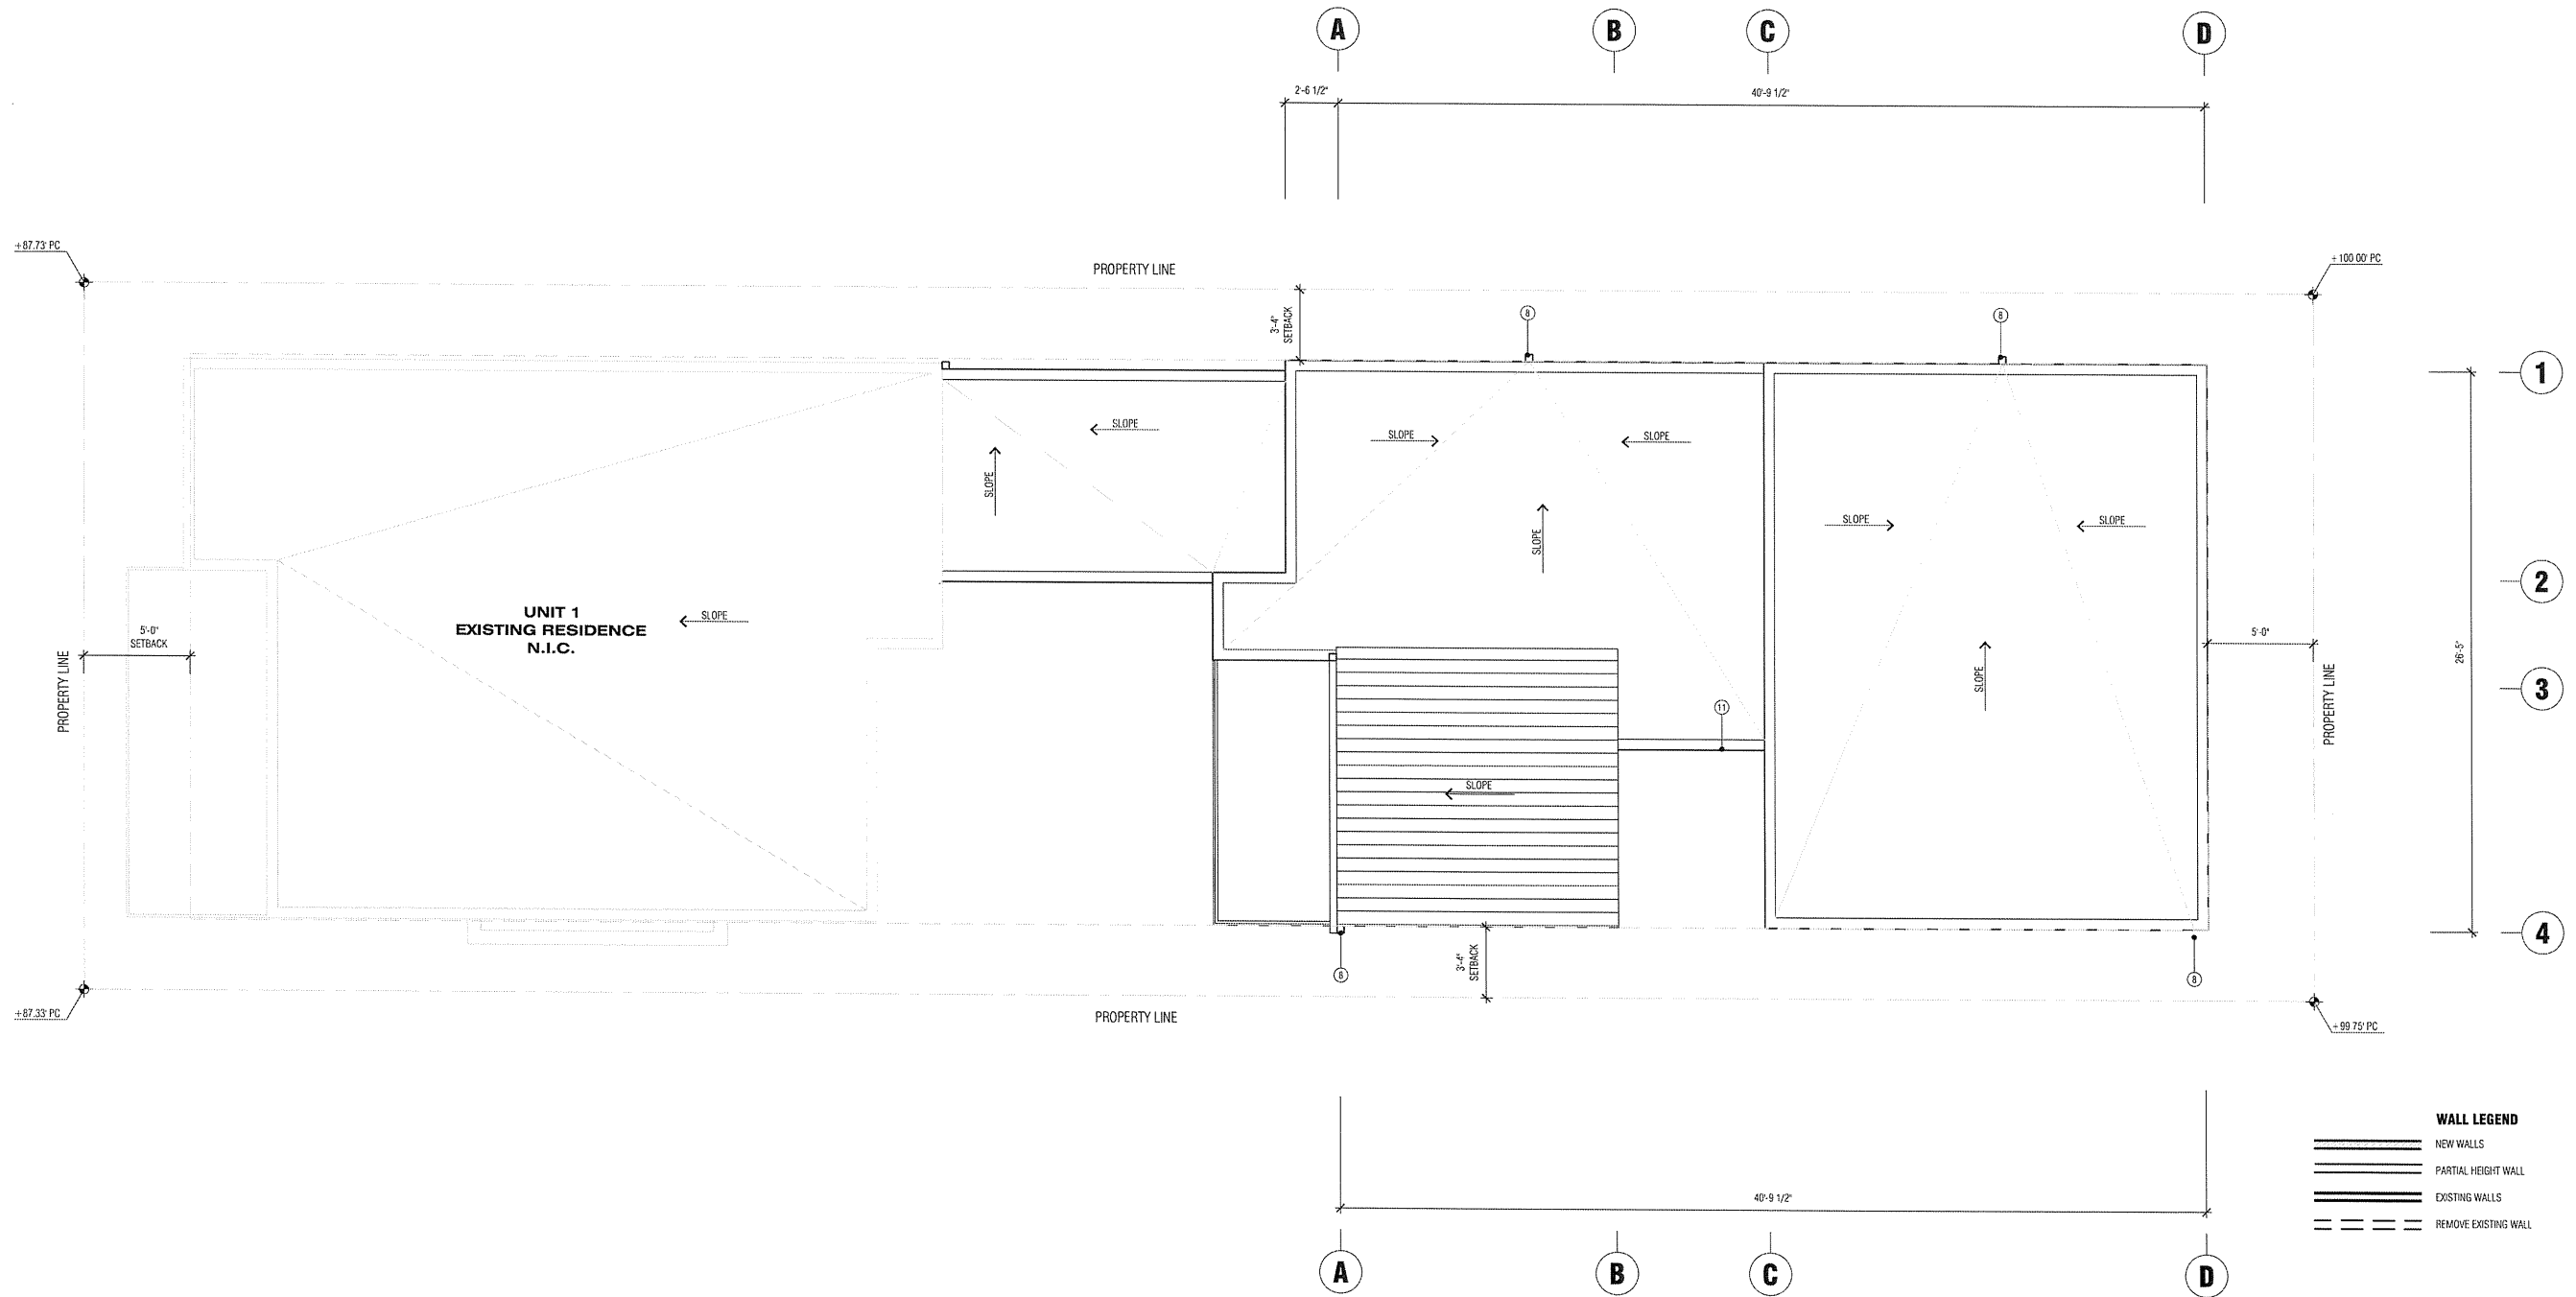 A
B
C
D
2'-6 1/2"
40'-9 1/2"
+87.73' PC
PROPERTY LINE
+100 00' PC
3'-4"
SETBACK
8
8
1
SLOPE
SLOPE
SLOPE
SLOPE
SLOPE
SLOPE
SLOPE
SLOPE
2
UNIT 1
EXISTING RESIDENCE
N.I.C.
SLOPE
5'-0"
SETBACK
5'-0"
26'-5"
PROPERTY LINE
SLOPE
PROPERTY LINE
3
11
SLOPE
4
3'-4"
SETBACK
8
8
+87.33' PC
PROPERTY LINE
+99 75' PC
WALL LEGEND
NEW WALLS
PARTIAL HEIGHT WALL
EXISTING WALLS
REMOVE EXISTING WALL
40'-9 1/2"
A
B
C
D